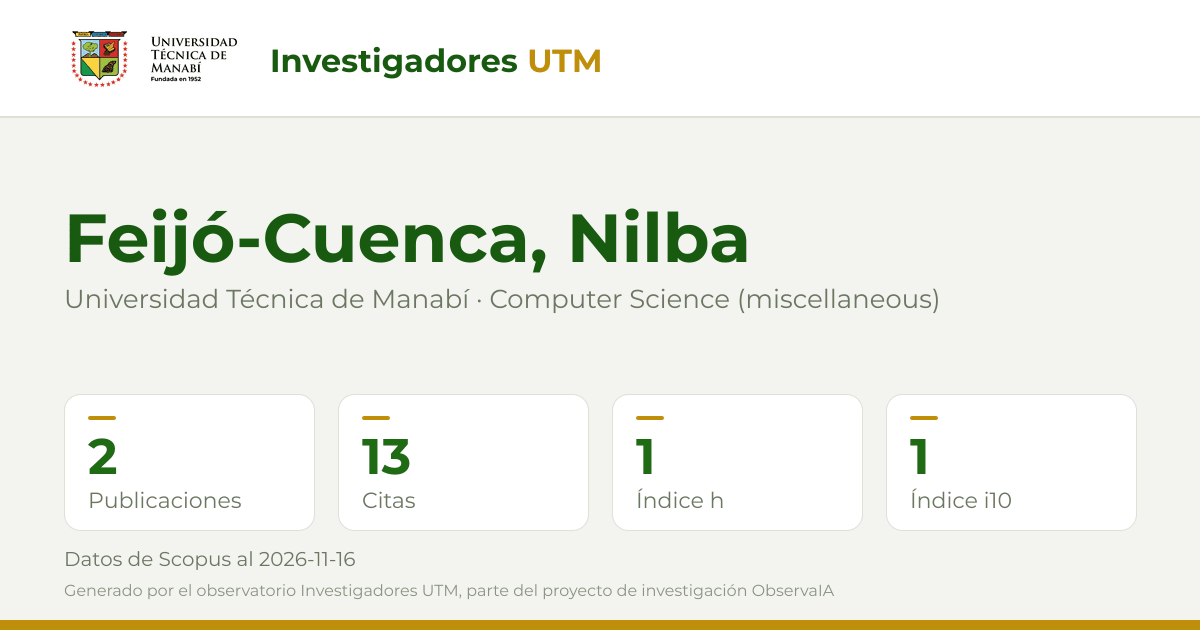 UNIVERSIDAD
TÉCNICA DE
MANABÍ
Fundada en 1952
Investigadores UTM
Feijó-Cuenca, Nilba
Universidad Técnica de Manabí · Computer Science (miscellaneous)
2
Publicaciones
13
Citas
1
Índice h
1
Índice i10
Datos de Scopus al 2026-11-16
Generado por el observatorio Investigadores UTM, parte del proyecto de investigación ObservaIA